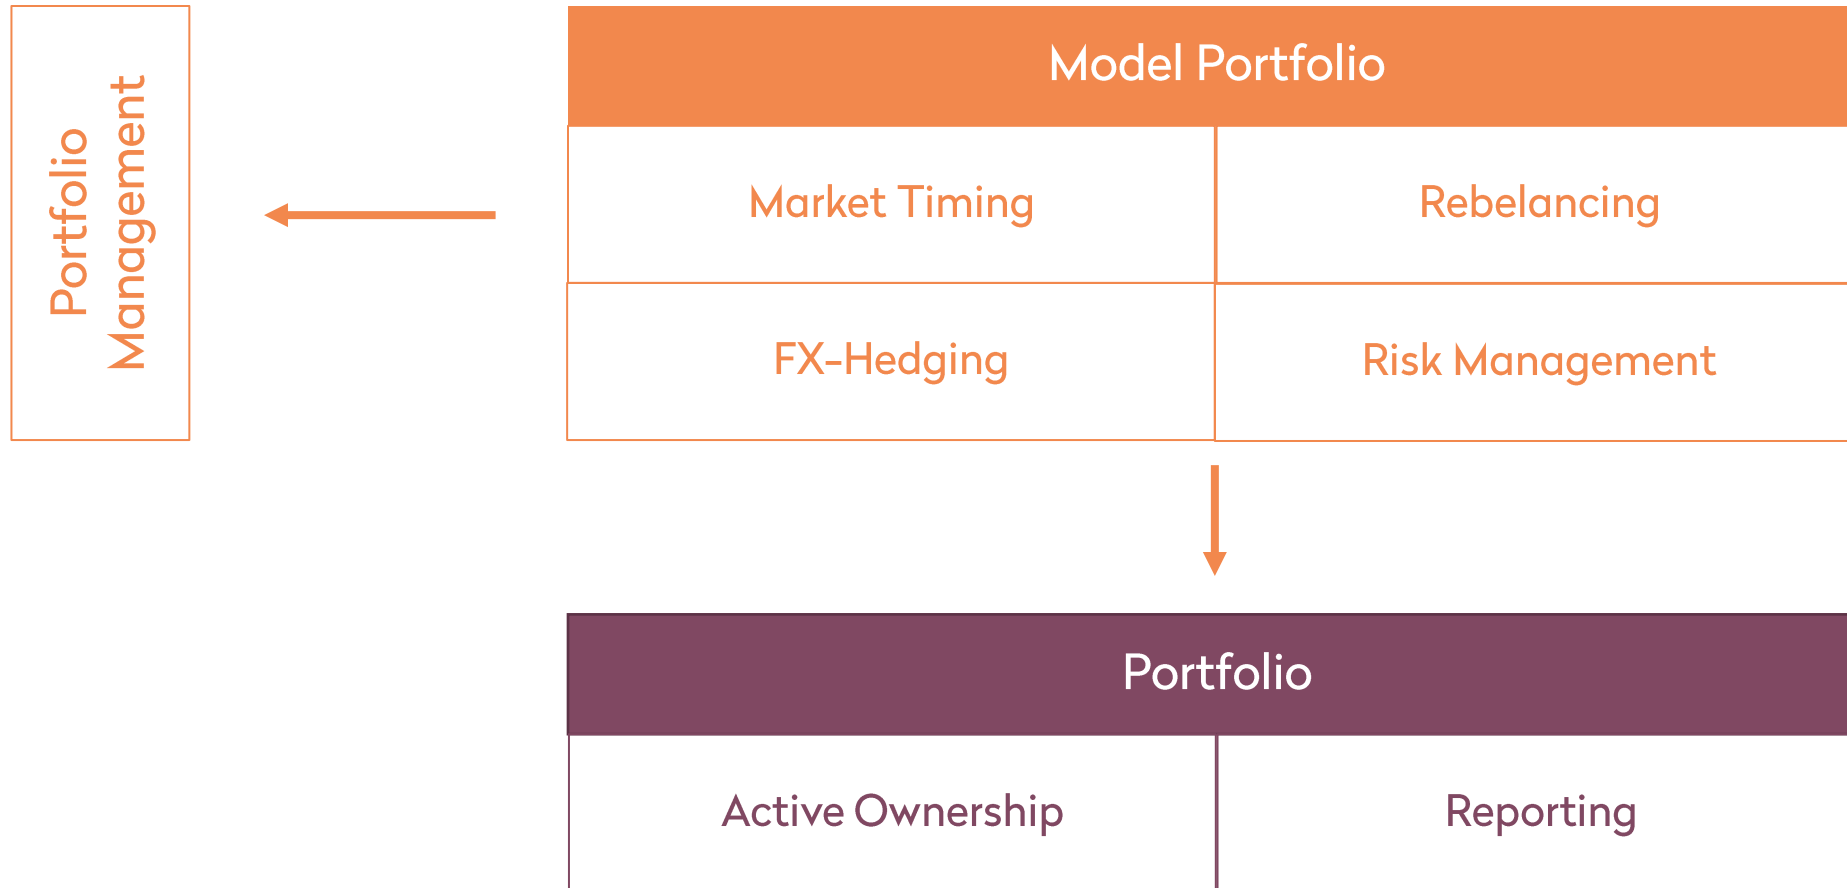 Portfolio
Management
Model Portfolio
Market Timing
Rebelancing
FX-Hedging
Risk Management
Portfolio
Active Ownership
Reporting